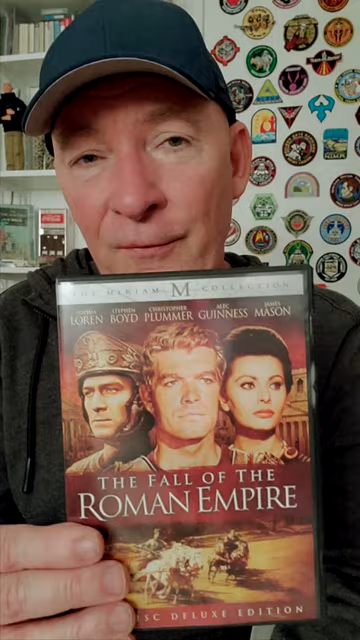 THE MIRIAM M COLLECTION
SOPHIA LOREN STEPHEN BOYD CHRISTOPHER PLUMMER ALEC GUINNESS JAMES MASON
THE FALL OF THE
ROMAN EMPIRE
DISC DELUXE EDITION